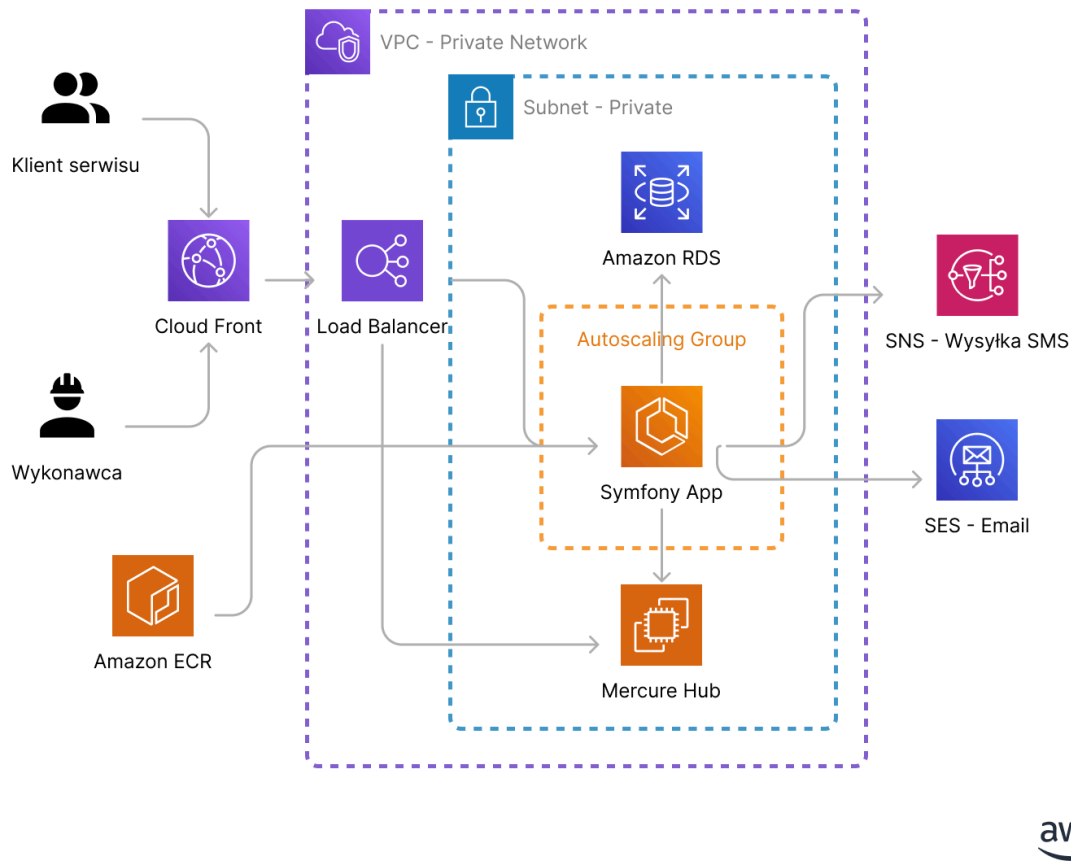 VPC - Private Network
Subnet - Private
Klient serwisu
Amazon RDS
Cloud Front
Load Balancer
Autoscaling Group
SNS - Wysyłka SMS
Wykonawca
Symfony App
SES - Email
Amazon ECR
Mercure Hub